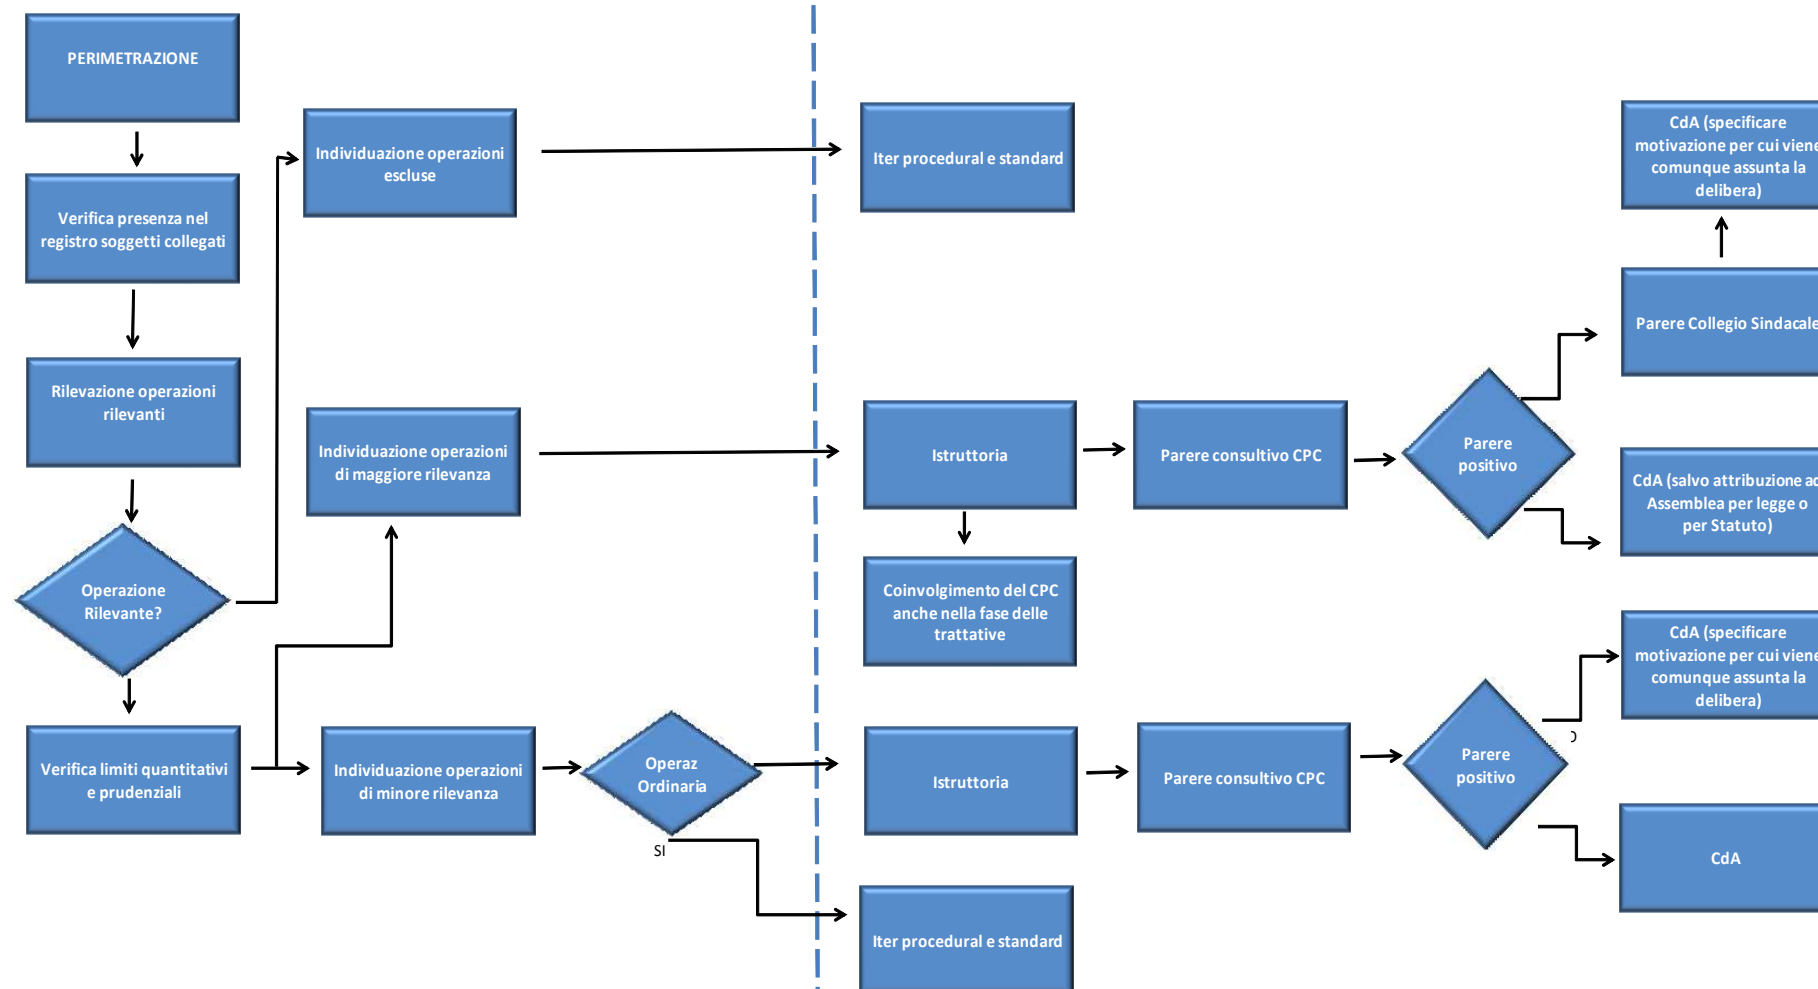 PERIMETRAZIONE
Verifica presenza nel
registro soggetti collegati
Rilevazione operazioni
rilevanti
Operazione
Rilevante?
Verifica limiti quantitativi
e prudenziali
Individuazione operazioni
escluse
Individuazione operazioni
di maggiore rilevanza
Individuazione operazioni
di minore rilevanza
Operaz
Ordinaria
SI
Iter procedural e standard
Istruttoria
Coinvolgimento del CPC
anche nella fase delle
trattative
Istruttoria
Iter procedural e standard
Parere consultivo CPC
Parere consultivo CPC
Parere
positivo
Parere
positivo
CdA (specificare
motivazione per cui viene
comunque assunta la
delibera)
Parere Collegio Sindacale
CdA (salvo attribuzione ad
Assemblea per legge o
per Statuto)
CdA (specificare
motivazione per cui viene
comunque assunta la
delibera)
CdA